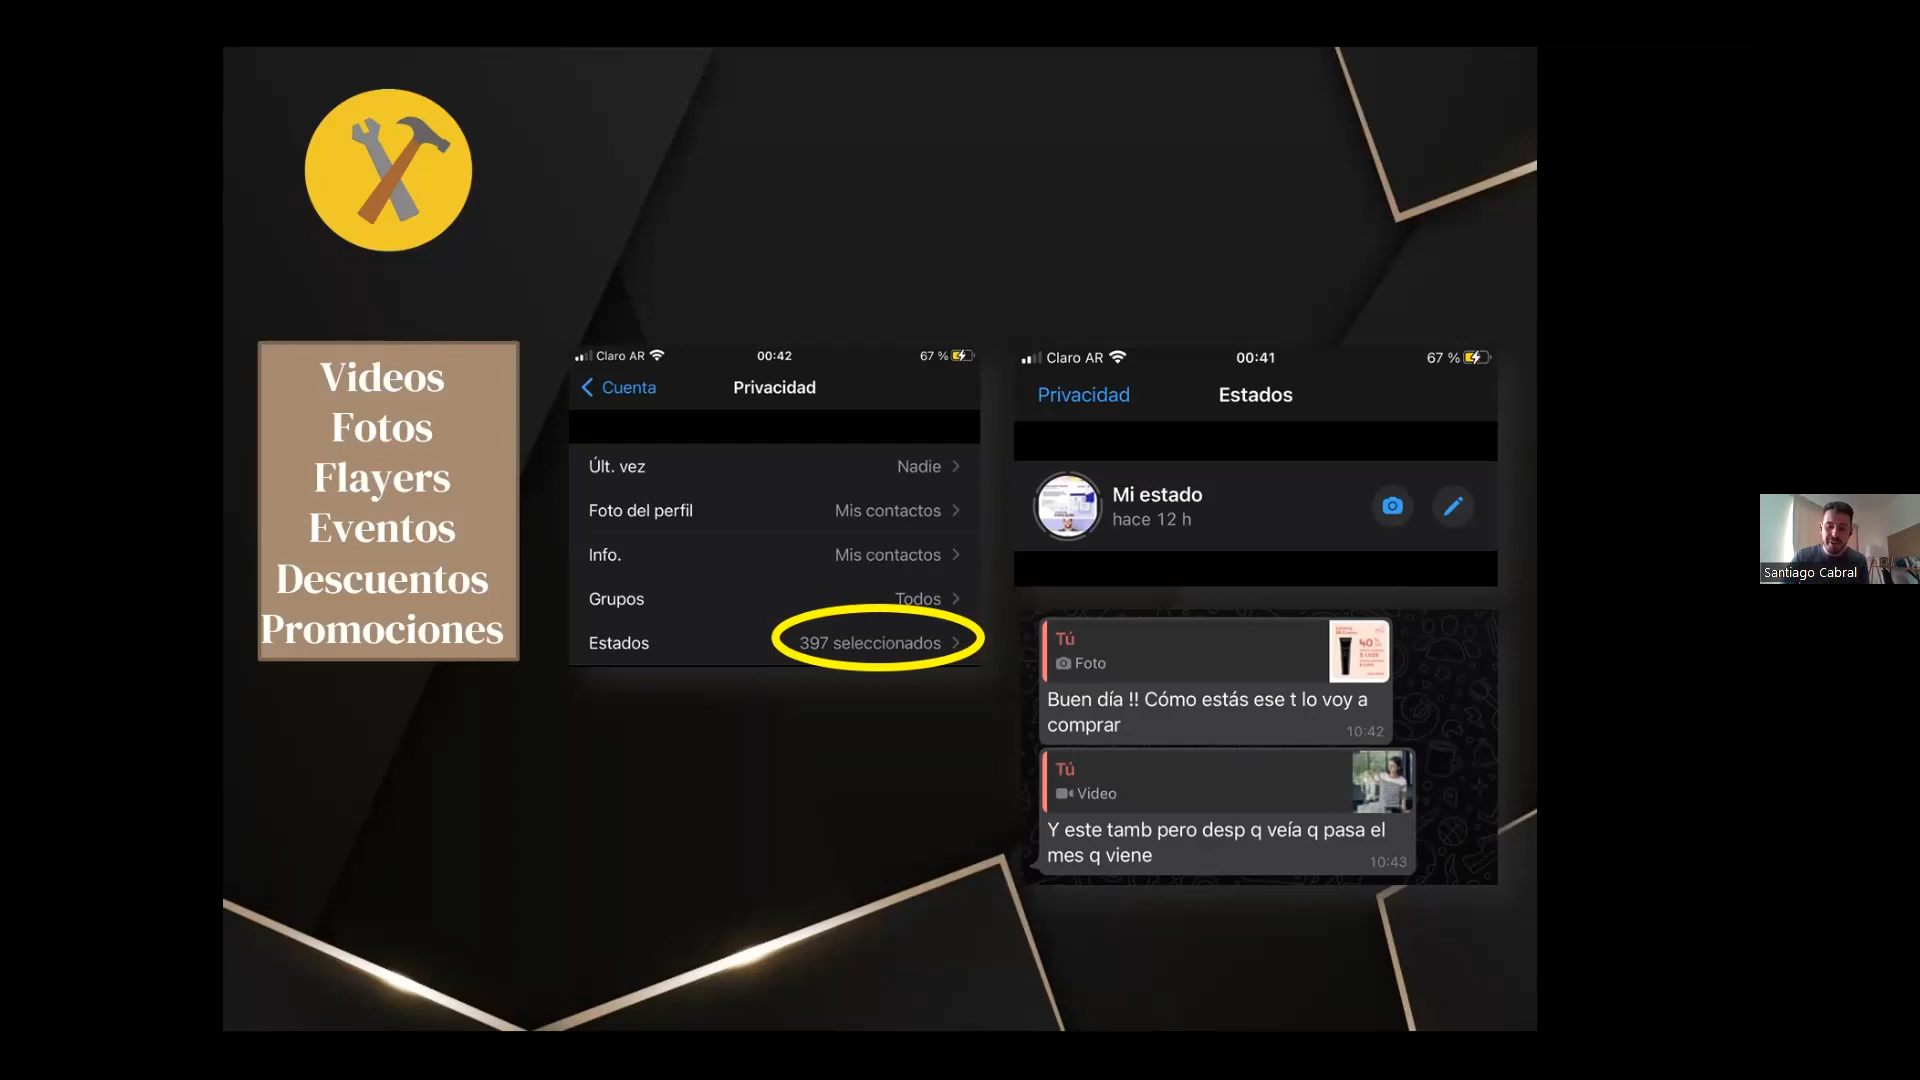 Videos
Fotos
Flayers
Eventos
Descuentos
Promociones
Claro AR 00:42 67 %
Cuenta Privacidad
Últ. vez Nadie
Foto del perfil Mis contactos
Info. Mis contactos
Grupos Todos
Estados 397 seleccionados
Claro AR 00:41 67 %
Privacidad Estados
Mi estado
hace 12 h
Tú
Foto
40
Buen día !! Cómo estás ese t lo voy a
comprar
10:42
Tú
Video
Y este tamb pero desp q veía q pasa el
mes q viene
10:43
Santiago Cabral